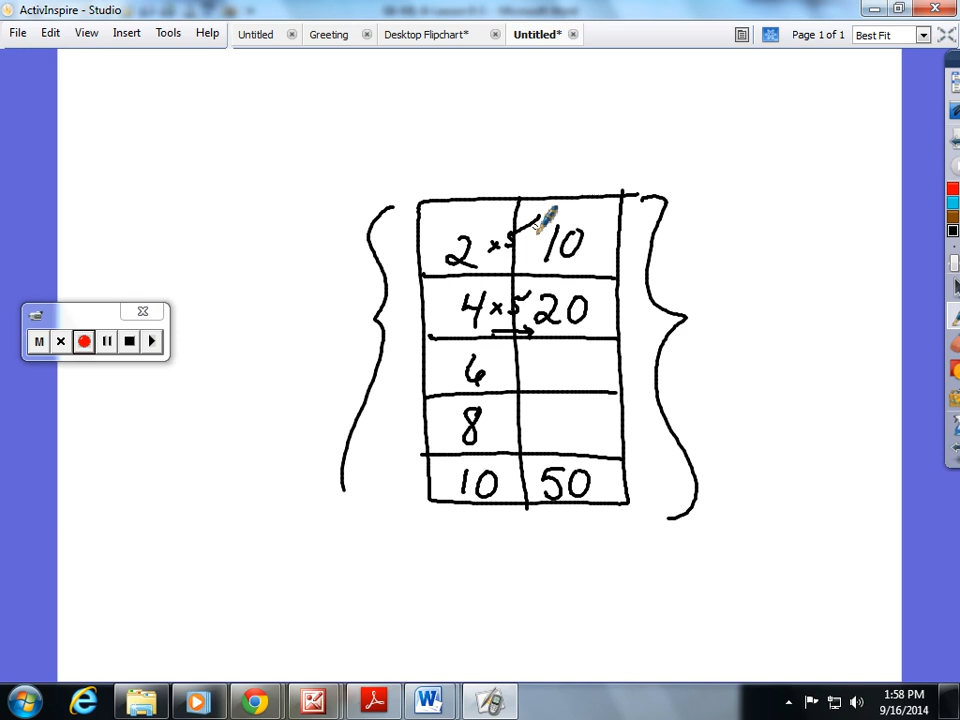 ActivInspire - Studio
File Edit View Insert Tools Help Untitled Greeting Desktop Flipchart* Untitled* Page 1 of 1 Best Fit
2 ×5 10
4 ×5 20
6
8
10 50
M
1:58 PM
9/16/2014